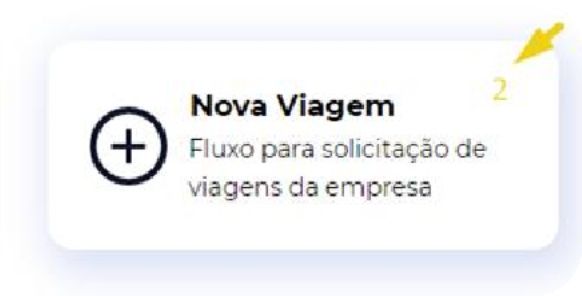 Nova Viagem
2
Fluxo para solicitação de
viagens da empresa